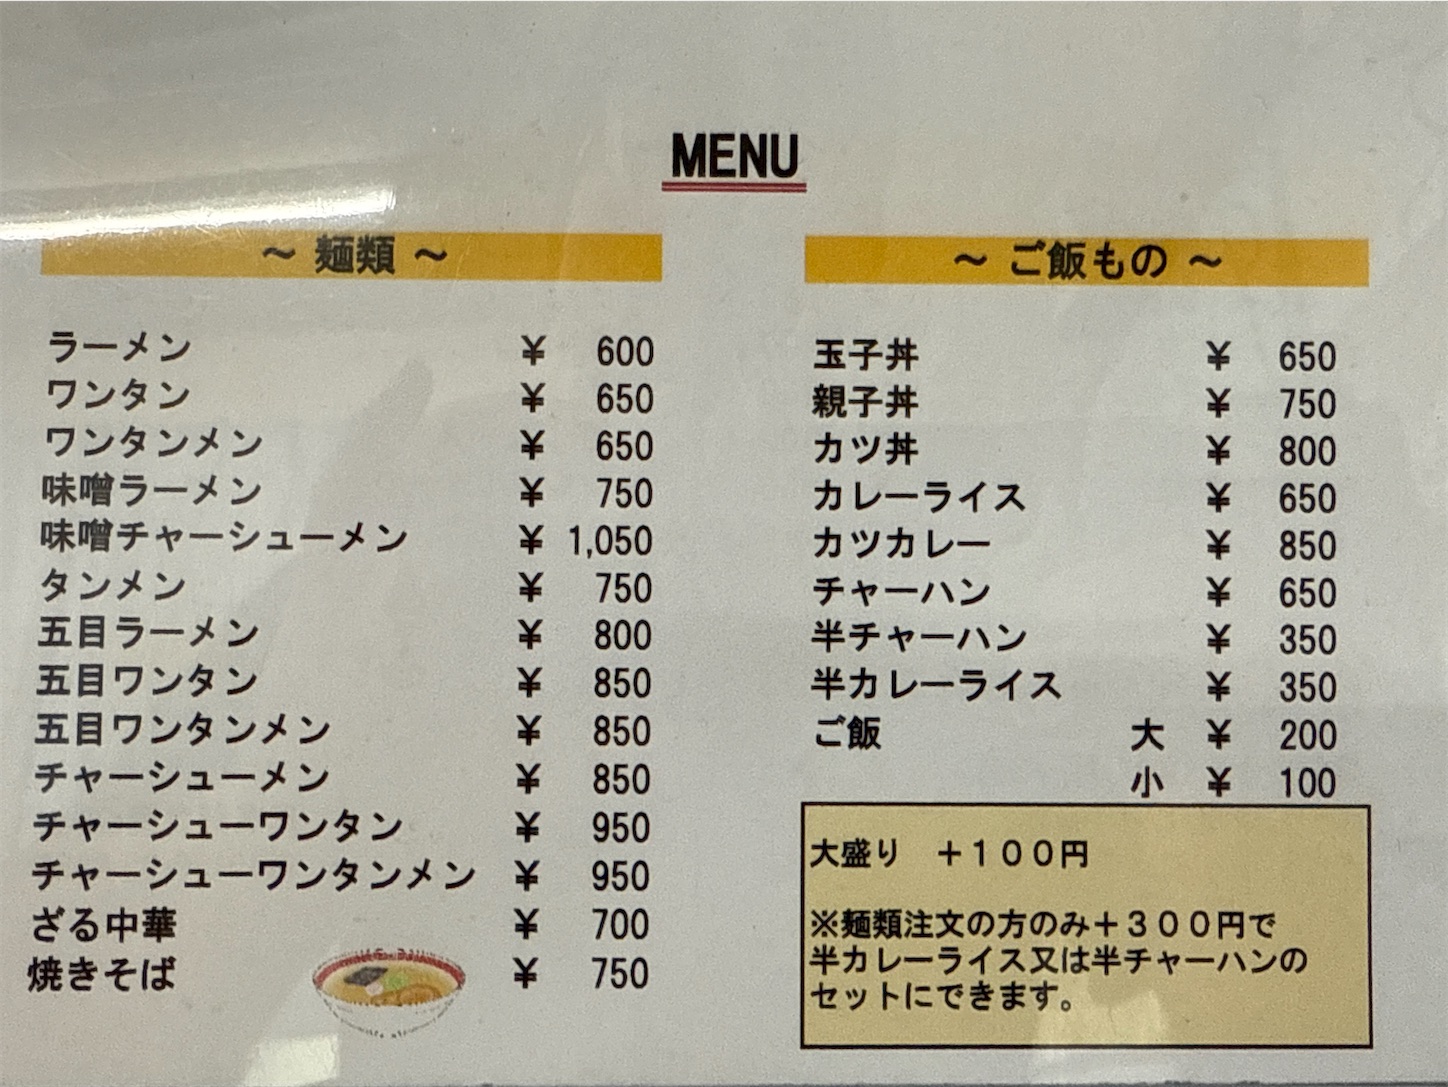 MENU
～ 麺類 ～
ラーメン ￥ 600
ワンタン ￥ 650
ワンタンメン ￥ 650
味噌ラーメン ￥ 750
味噌チャーシューメン ￥ 1,050
タンメン ￥ 750
五目ラーメン ￥ 800
五目ワンタン ￥ 850
五目ワンタンメン ￥ 850
チャーシューメン ￥ 850
チャーシューワンタン ￥ 950
チャーシューワンタンメン ￥ 950
ざる中華 ￥ 700
焼きそば ￥ 750
～ ご飯もの ～
玉子丼 ￥ 650
親子丼 ￥ 750
カツ丼 ￥ 800
カレーライス ￥ 650
カツカレー ￥ 850
チャーハン ￥ 650
半チャーハン ￥ 350
半カレーライス ￥ 350
ご飯 大 ￥ 200
小 ￥ 100
大盛り　＋１００円
※麺類注文の方のみ＋３００円で
半カレーライス又は半チャーハンの
セットにできます。